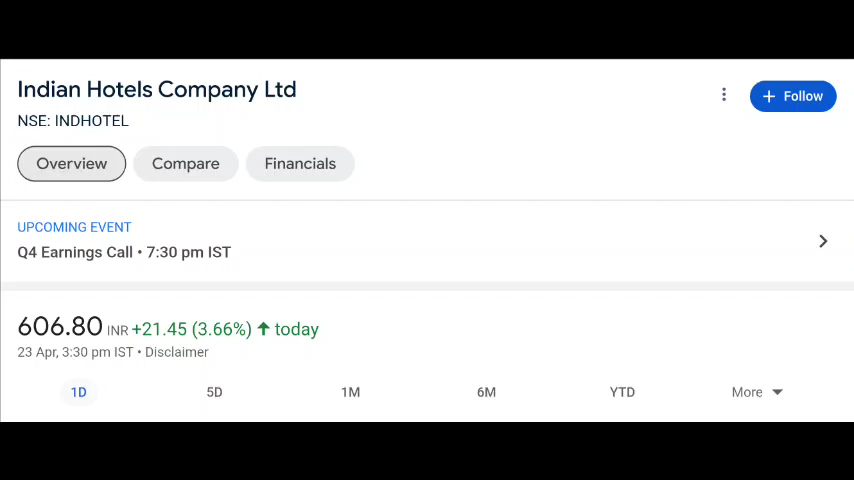 Indian Hotels Company Ltd
+ Follow
NSE: INDHOTEL
Overview Compare Financials
UPCOMING EVENT
Q4 Earnings Call • 7:30 pm IST
606.80 INR +21.45 (3.66%) ↑ today
23 Apr, 3:30 pm IST • Disclaimer
1D 5D 1M 6M YTD More